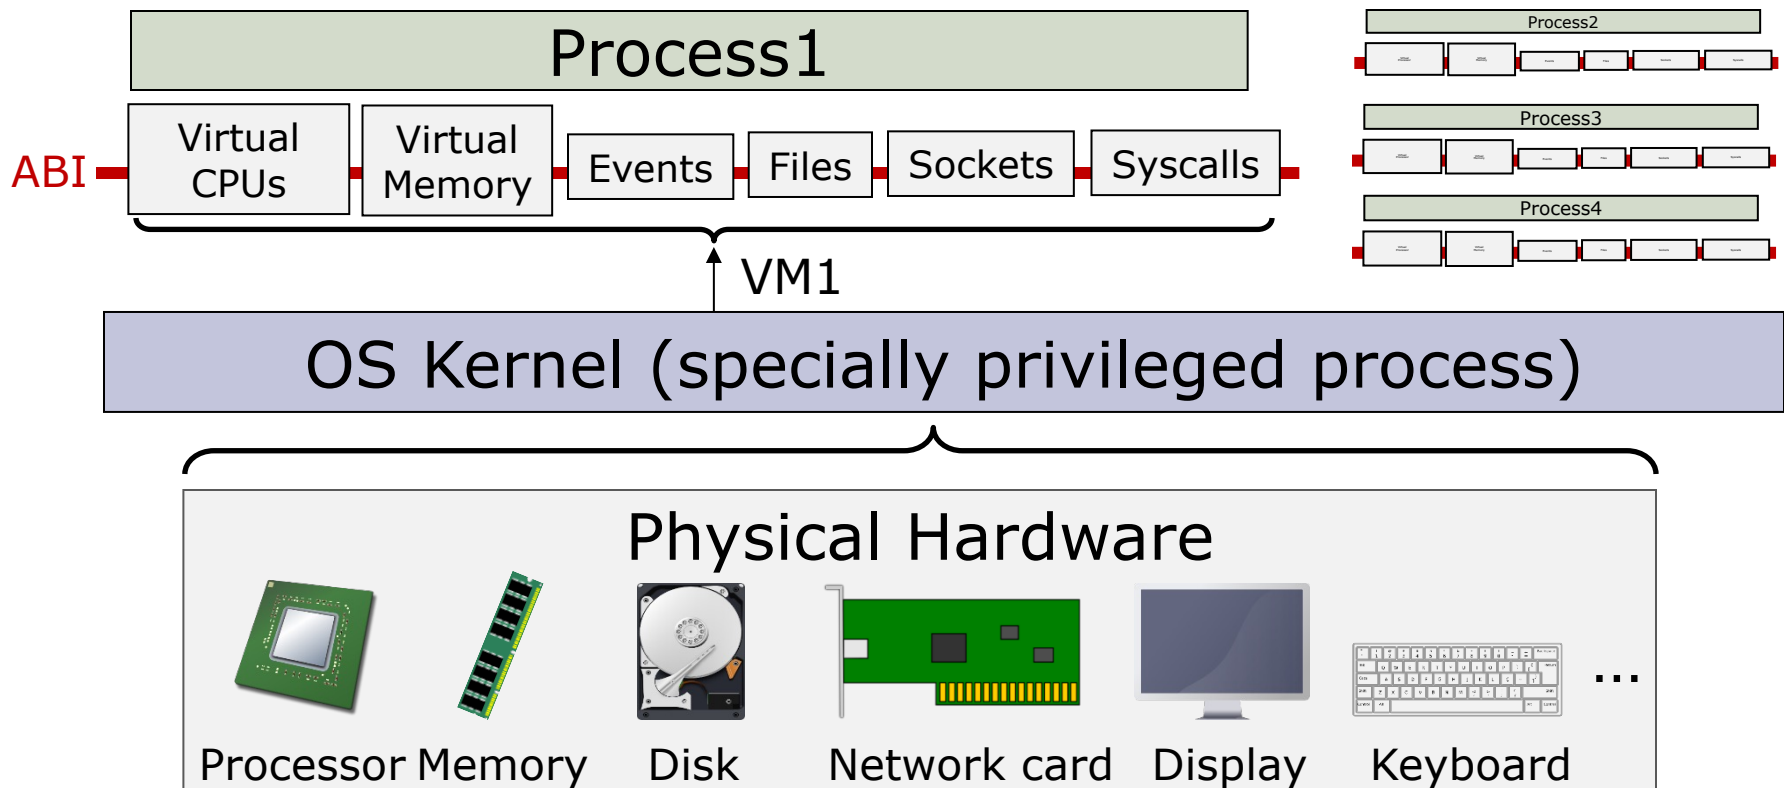 Process1
Virtual
CPUs
Virtual
Memory
Events
Files
Sockets
Syscalls
ABI
VM1
Process2
Process3
Process4
OS Kernel (specially privileged process)
Physical Hardware
Processor
Memory
Disk
Network card
Display
Keyboard
...